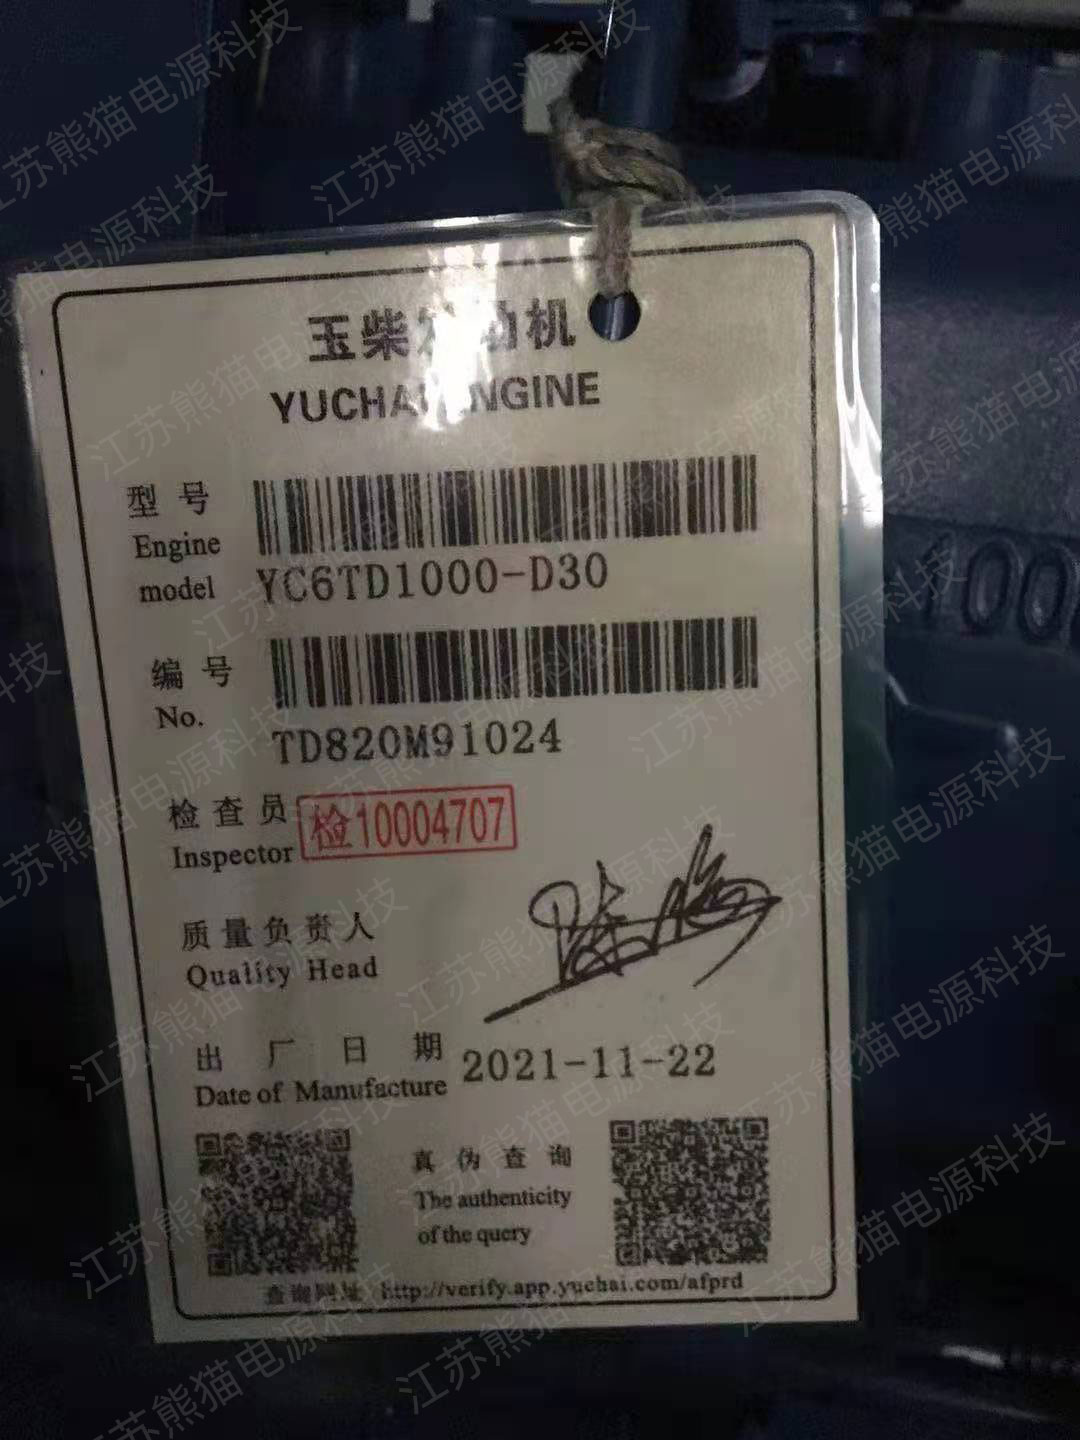 玉柴发动机
YUCHAI ENGINE
型号
Engine
model
YC6TD1000-D30
编号
No.
TD820M91024
检查员
Inspector
检10004707
质量负责人
Quality Head
出厂日期
Date of Manufacture
2021-11-22
真伪查询
The authenticity
of the query
查询网址 http://verify.app.yuchai.com/afprd
100
江苏熊猫电源科技